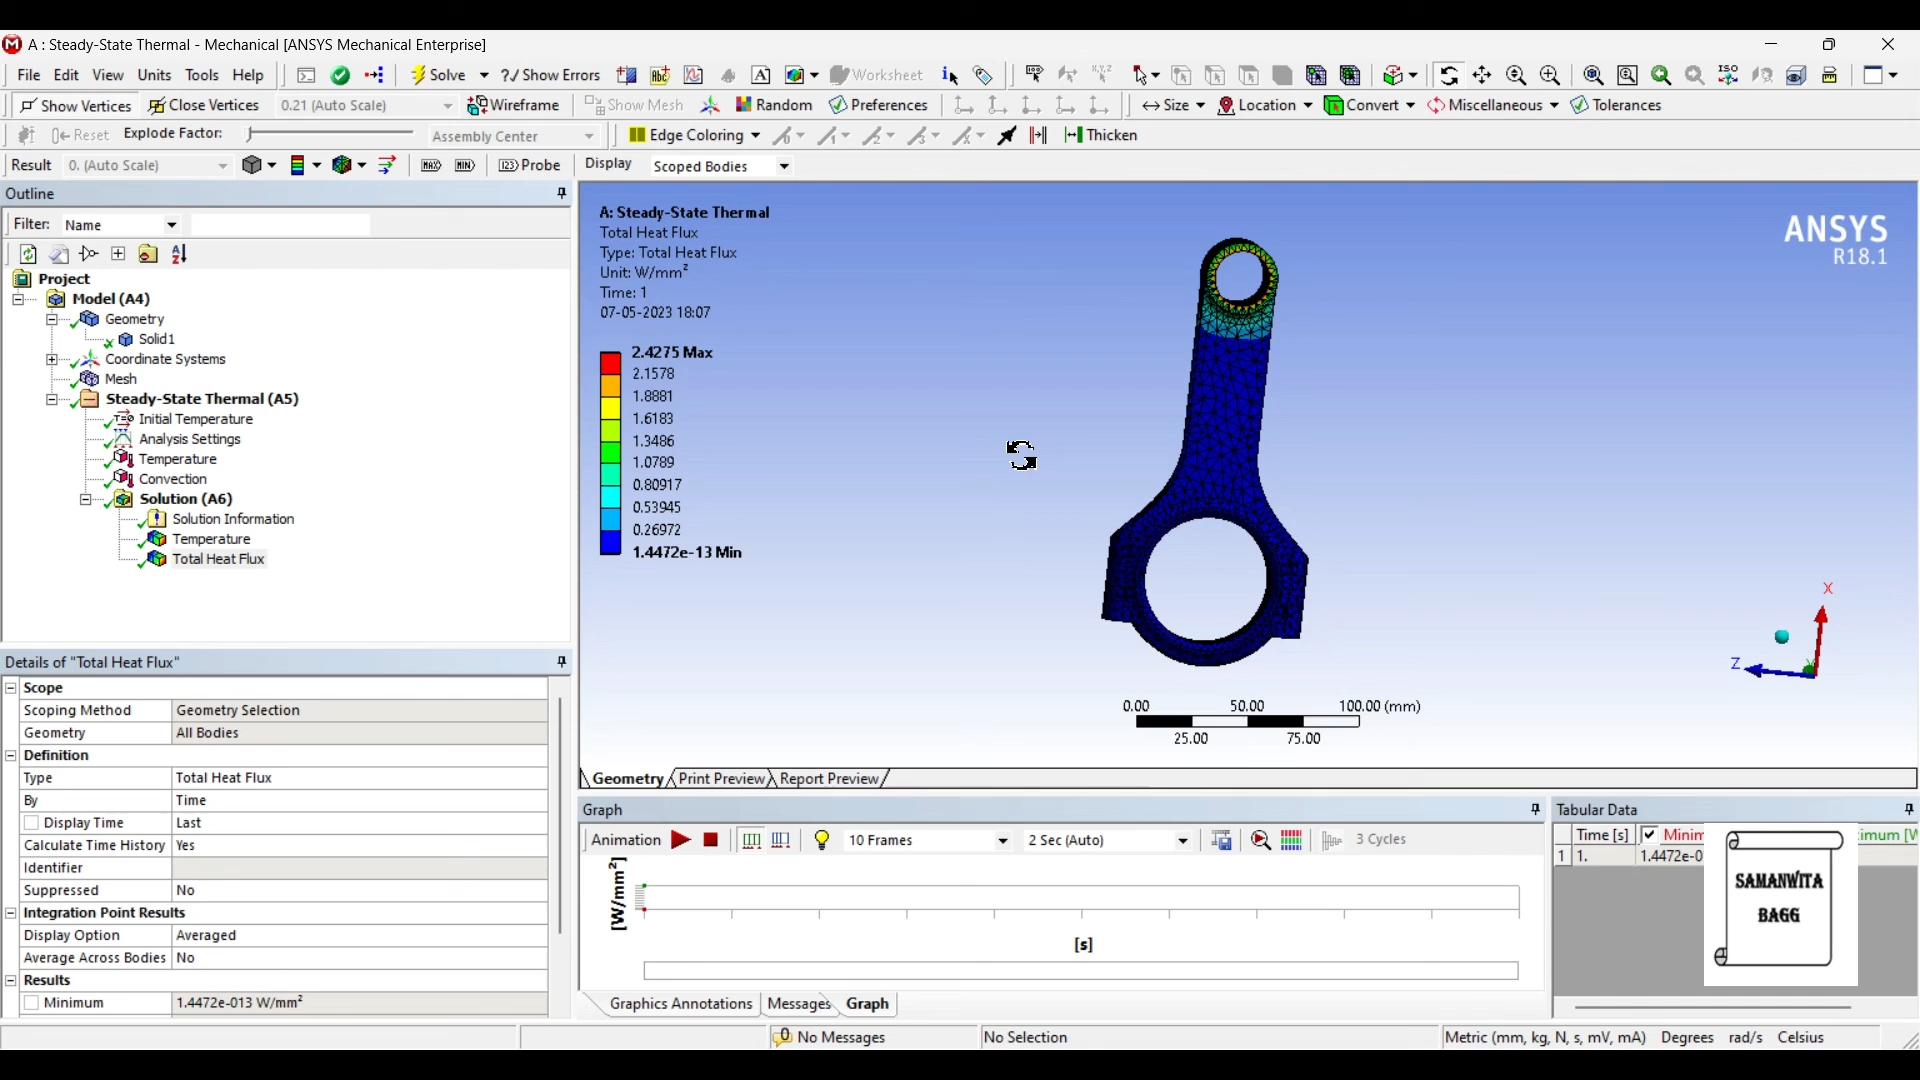 A : Steady-State Thermal - Mechanical [ANSYS Mechanical Enterprise]
File Edit View Units Tools Help Solve ?/ Show Errors Worksheet
Show Vertices Close Vertices 0.21 (Auto Scale) Wireframe Show Mesh Random Preferences Size Location Convert Miscellaneous Tolerances
Reset Explode Factor: Assembly Center Edge Coloring Thicken
Result 0. (Auto Scale) MAX MIN Probe Display Scoped Bodies
Outline
Filter: Name
Project
Model (A4)
Geometry
Solid1
Coordinate Systems
Mesh
Steady-State Thermal (A5)
Initial Temperature
Analysis Settings
Temperature
Convection
Solution (A6)
Solution Information
Temperature
Total Heat Flux
Details of "Total Heat Flux"
Scope
Scoping Method Geometry Selection
Geometry All Bodies
Definition
Type Total Heat Flux
By Time
Display Time Last
Calculate Time History Yes
Identifier
Suppressed No
Integration Point Results
Display Option Averaged
Average Across Bodies No
Results
Minimum 1.4472e-013 W/mm²
A: Steady-State Thermal
Total Heat Flux
Type: Total Heat Flux
Unit: W/mm²
Time: 1
07-05-2023 18:07
2.4275 Max
2.1578
1.8881
1.6183
1.3486
1.0789
0.80917
0.53945
0.26972
1.4472e-13 Min
ANSYS
R18.1
X
Z
0.00 50.00 100.00 (mm)
25.00 75.00
Geometry Print Preview Report Preview
Graph
Animation 10 Frames 2 Sec (Auto) 3 Cycles
[W/mm²]
[s]
Graphics Annotations Messages Graph
Tabular Data
Time [s] Minim imum [W
1 1. 1.4472e-0
SAMANWITA
BAGG
No Messages No Selection Metric (mm, kg, N, s, mV, mA) Degrees rad/s Celsius